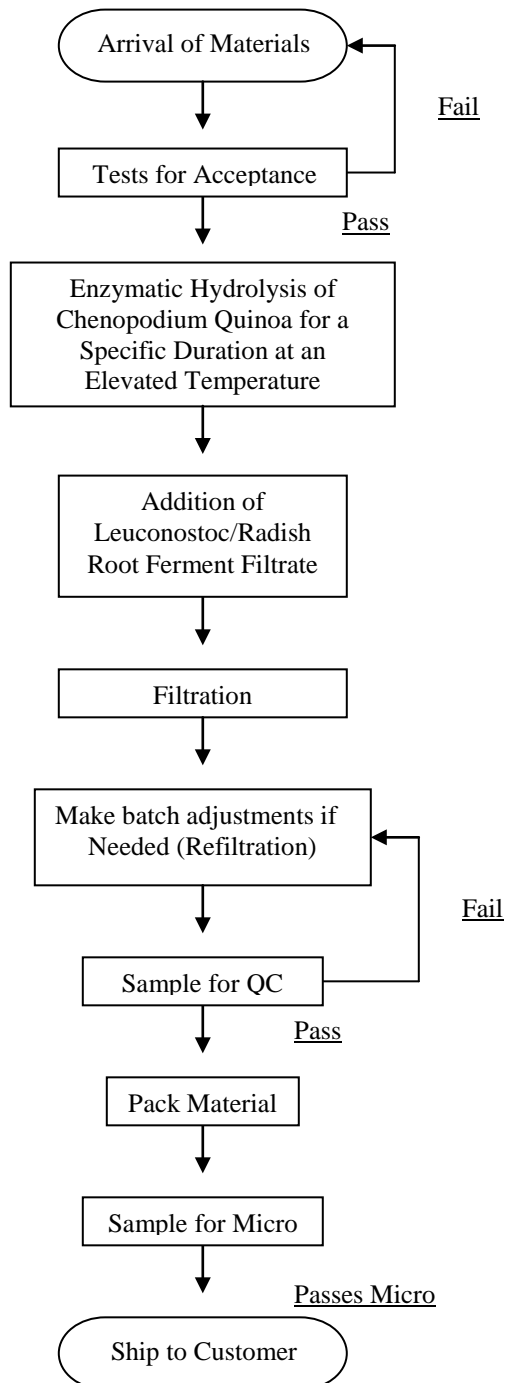 Arrival of Materials
Fail
Tests for Acceptance
Pass
Enzymatic Hydrolysis of
Chenopodium Quinoa for a
Specific Duration at an
Elevated Temperature
Addition of
Leuconostoc/Radish
Root Ferment Filtrate
Filtration
Make batch adjustments if
Needed (Refiltration)
Fail
Sample for QC
Pass
Pack Material
Sample for Micro
Passes Micro
Ship to Customer